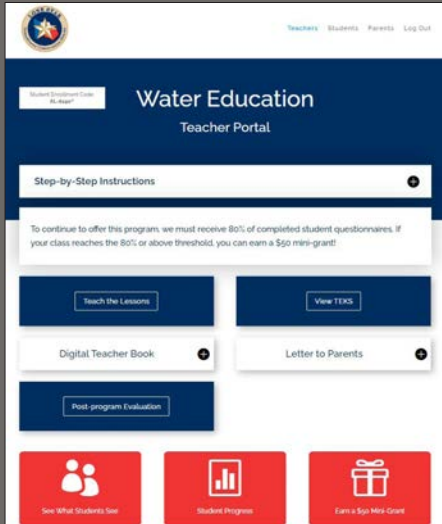 Teachers Students Parents Log Out
Student Enrollment Code
Water Education
Teacher Portal
Step-by-Step Instructions
To continue to offer this program, we must receive 80% of completed student questionnaires. If
your class reaches the 80% or above threshold, you can earn a $50 mini-grant!
Teach the Lessons
View TEKS
Digital Teacher Book
Letter to Parents
Post-program Evaluation
See What Students See
Student Progress
Earn a $50 Mini-Grant